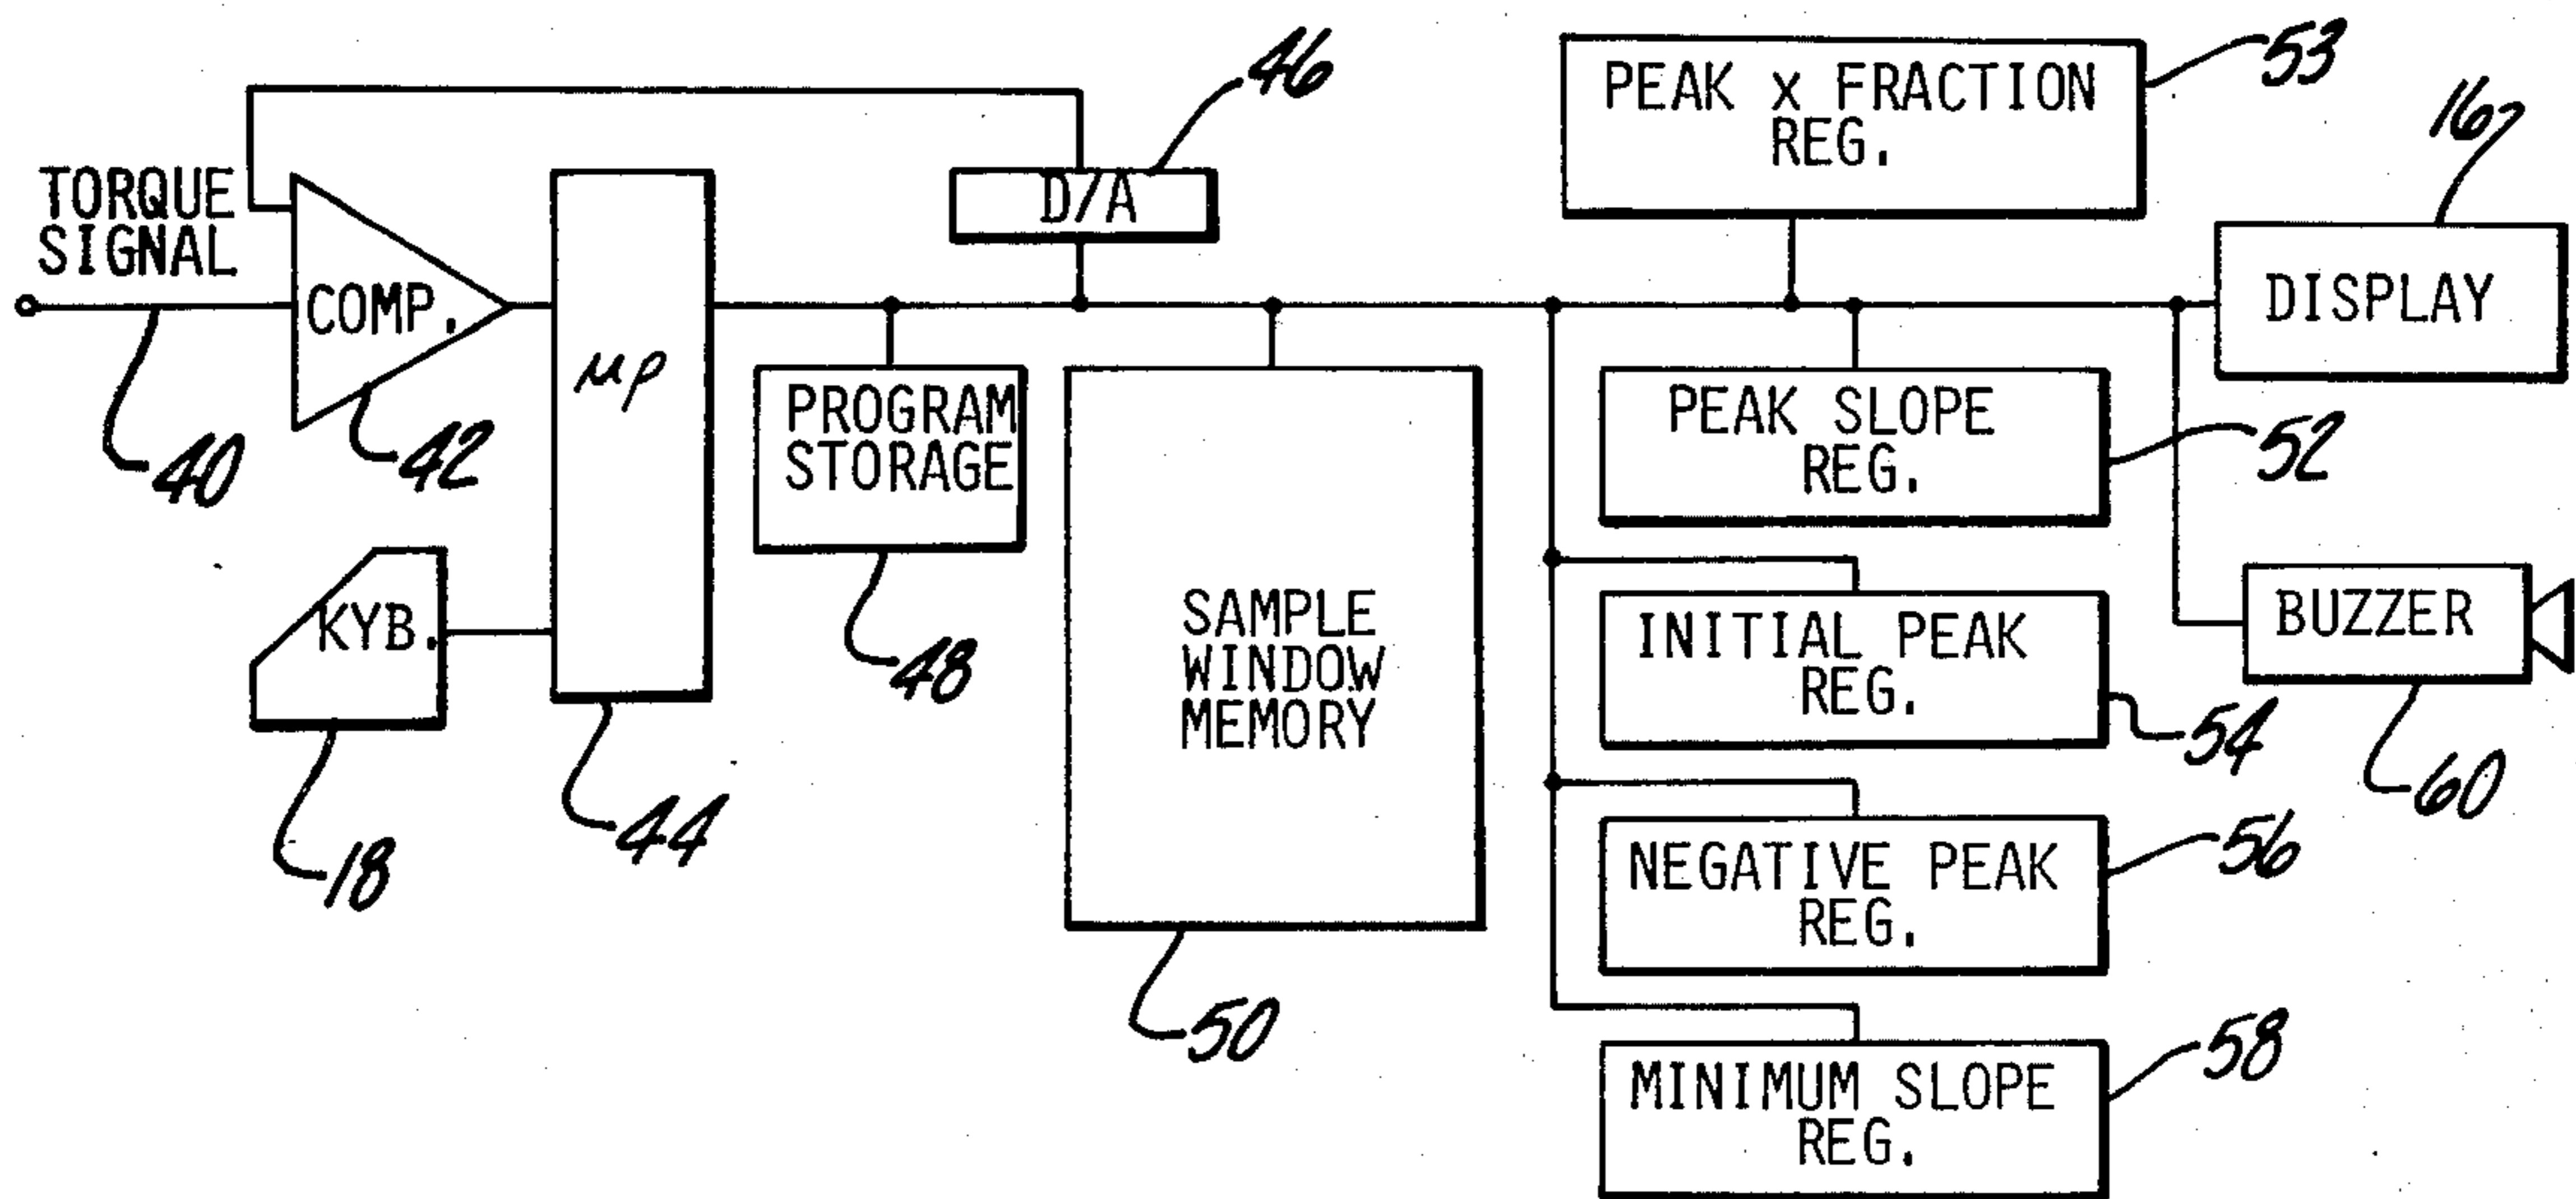 46
53
PEAK x FRACTION
REG.
16
TORQUE
SIGNAL
D/A
COMP.
μp
DISPLAY
40
42
PROGRAM
STORAGE
PEAK SLOPE
REG.
52
KYB.
18
44
48
SAMPLE
WINDOW
MEMORY
50
INITIAL PEAK
REG.
54
BUZZER
60
NEGATIVE PEAK
REG.
56
MINIMUM SLOPE
REG.
58